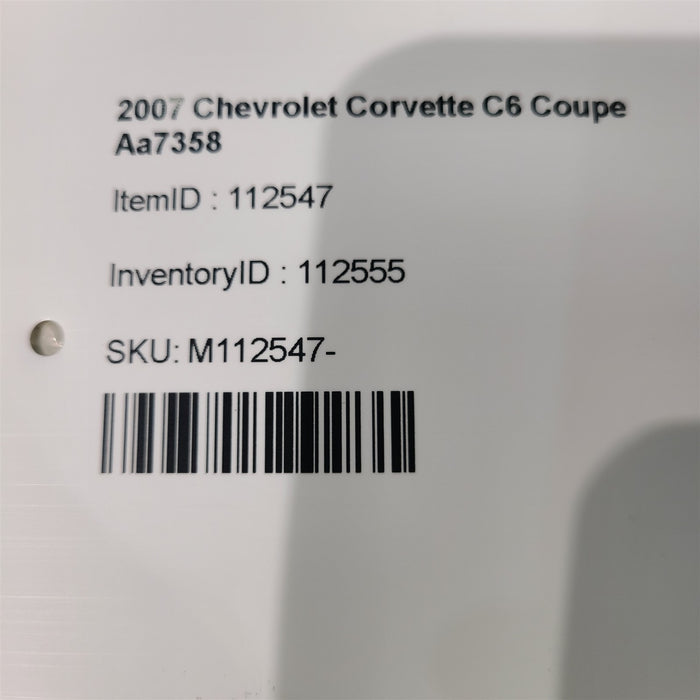 2007 Chevrolet Corvette C6 Coupe
Aa7358
ItemID : 112547
InventoryID : 112555
SKU: M112547-